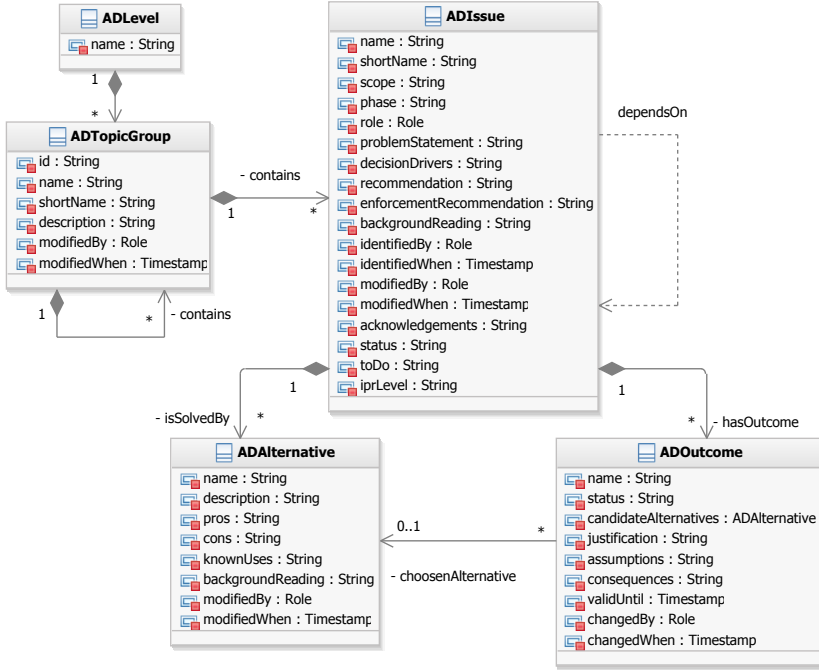 ADLevel
name : String
1
*
ADTopicGroup
id : String
name : String
shortName : String
description : String
modifiedBy : Role
modifiedWhen : Timestamp
1
*
- contains
- contains
1
*
ADIssue
name : String
shortName : String
scope : String
phase : String
role : Role
problemStatement : String
decisionDrivers : String
recommendation : String
enforcementRecommendation : String
backgroundReading : String
identifiedBy : Role
identifiedWhen : Timestamp
modifiedBy : Role
modifiedWhen : Timestamp
acknowledgements : String
status : String
toDo : String
iprLevel : String
dependsOn
1
- isSolvedBy
*
1
*
- hasOutcome
ADAlternative
name : String
description : String
pros : String
cons : String
knownUses : String
backgroundReading : String
modifiedBy : Role
modifiedWhen : Timestamp
0..1
*
- choosenAlternative
ADOutcome
name : String
status : String
candidateAlternatives : ADAlternative
justification : String
assumptions : String
consequences : String
validUntil : Timestamp
changedBy : Role
changedWhen : Timestamp